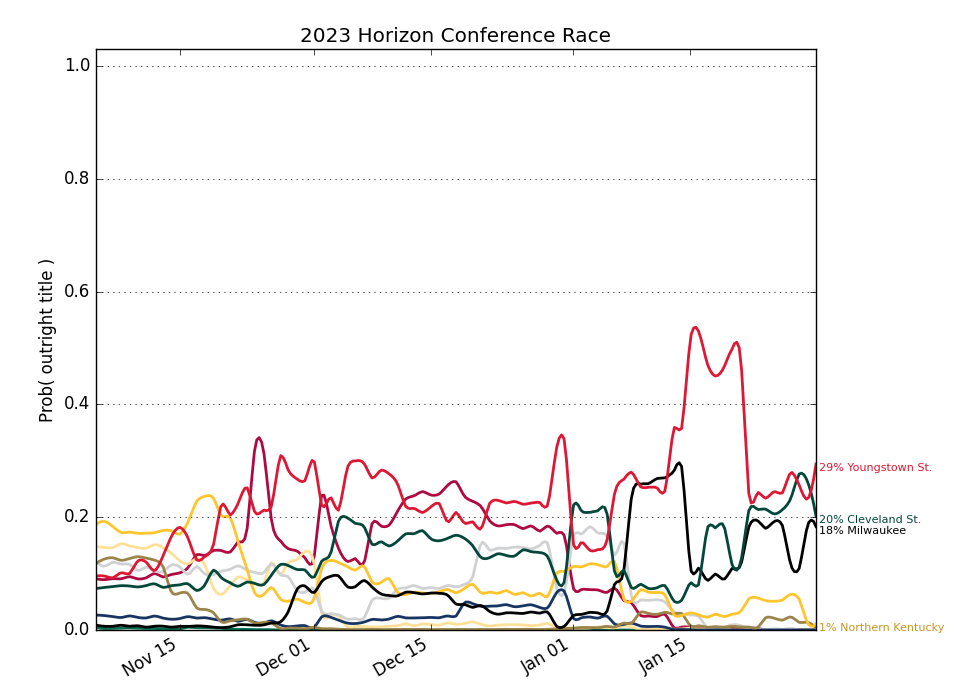 2023 Horizon Conference Race
Prob( outright title )
1.0
0.8
0.6
0.4
0.2
0.0
29% Youngstown St.
20% Cleveland St.
18% Milwaukee
1% Northern Kentucky
Nov 15
Dec 01
Dec 15
Jan 01
Jan 15